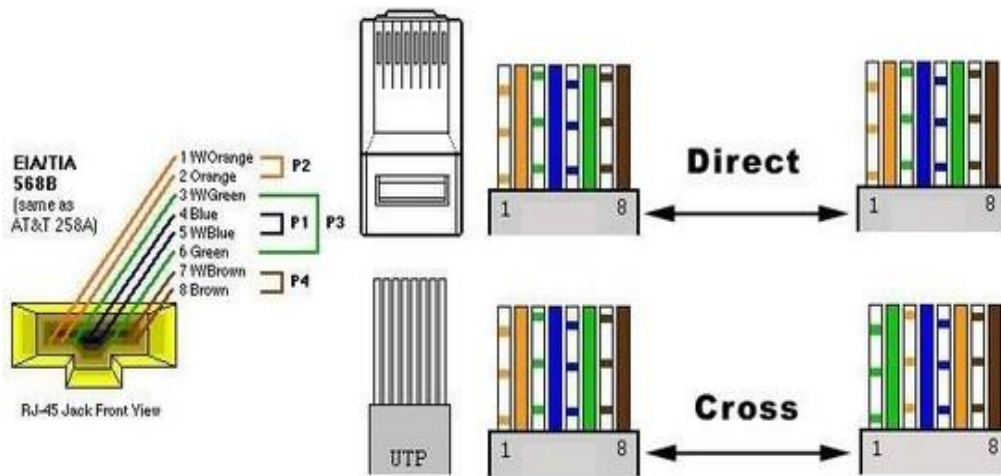 EIA/TIA
568B
(same as
AT&T 258A)
1 W/Orange
2 Orange
3 W/Green
4 Blue
5 W/Blue
6 Green
7 W/Brown
8 Brown
P2
P1
P3
P4
RJ-45 Jack Front View
1 8
Direct
1 8
UTP
1 8
Cross
1 8